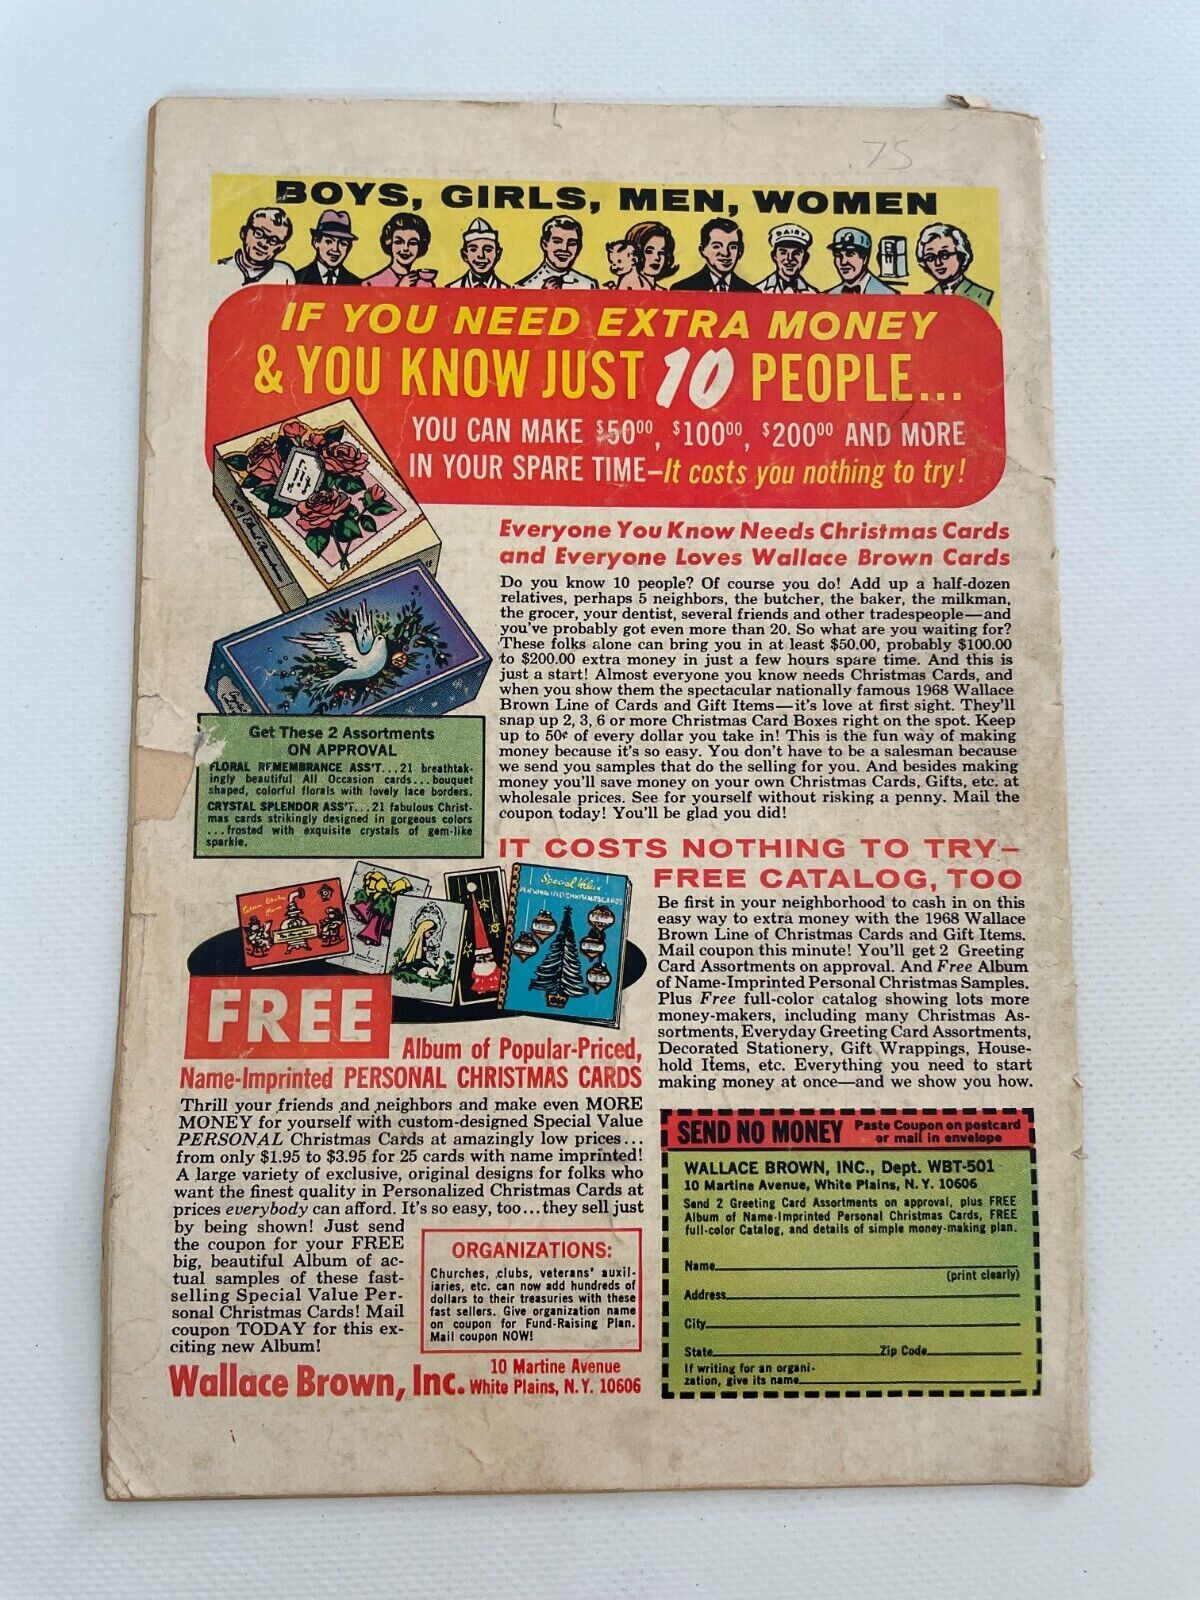 .75
BOYS, GIRLS, MEN, WOMEN
DAIRY
IF YOU NEED EXTRA MONEY
& YOU KNOW JUST 10 PEOPLE...
YOU CAN MAKE $50⁰⁰, $100⁰⁰, $200⁰⁰ AND MORE
IN YOUR SPARE TIME—It costs you nothing to try!
Everyone You Know Needs Christmas Cards
and Everyone Loves Wallace Brown Cards
Do you know 10 people? Of course you do! Add up a half-dozen
relatives, perhaps 5 neighbors, the butcher, the baker, the milkman,
the grocer, your dentist, several friends and other tradespeople—and
you've probably got even more than 20. So what are you waiting for?
These folks alone can bring you in at least $50.00, probably $100.00
to $200.00 extra money in just a few hours spare time. And this is
just a start! Almost everyone you know needs Christmas Cards, and
when you show them the spectacular nationally famous 1968 Wallace
Brown Line of Cards and Gift Items—it's love at first sight. They'll
snap up 2, 3, 6 or more Christmas Card Boxes right on the spot. Keep
up to 50¢ of every dollar you take in! This is the fun way of making
money because it's so easy. You don't have to be a salesman because
we send you samples that do the selling for you. And besides making
money you'll save money on your own Christmas Cards, Gifts, etc. at
wholesale prices. See for yourself without risking a penny. Mail the
coupon today! You'll be glad you did!
Get These 2 Assortments
ON APPROVAL
FLORAL REMEMBRANCE ASS'T...21 breathtak-
ingly beautiful All Occasion cards...bouquet
shaped, colorful florals with lovely lace borders.
CRYSTAL SPLENDOR ASS'T...21 fabulous Christ-
mas cards strikingly designed in gorgeous colors
...frosted with exquisite crystals of gem-like
sparkle.
IT COSTS NOTHING TO TRY—
FREE CATALOG, TOO
Be first in your neighborhood to cash in on this
easy way to extra money with the 1968 Wallace
Brown Line of Christmas Cards and Gift Items.
Mail coupon this minute! You'll get 2 Greeting
Card Assortments on approval. And Free Album
of Name-Imprinted Personal Christmas Samples.
Plus Free full-color catalog showing lots more
money-makers, including many Christmas As-
sortments, Everyday Greeting Card Assortments,
Decorated Stationery, Gift Wrappings, House-
hold Items, etc. Everything you need to start
making money at once—and we show you how.
Special Value
PERSONALIZED CHRISTMAS CARDS
FREE
Album of Popular-Priced,
Name-Imprinted PERSONAL CHRISTMAS CARDS
Thrill your friends and neighbors and make even MORE
MONEY for yourself with custom-designed Special Value
PERSONAL Christmas Cards at amazingly low prices...
from only $1.95 to $3.95 for 25 cards with name imprinted!
A large variety of exclusive, original designs for folks who
want the finest quality in Personalized Christmas Cards at
prices everybody can afford. It's so easy, too...they sell just
by being shown! Just send
the coupon for your FREE
big, beautiful Album of ac-
tual samples of these fast-
selling Special Value Per-
sonal Christmas Cards! Mail
coupon TODAY for this ex-
citing new Album!
ORGANIZATIONS:
Churches, clubs, veterans' auxil-
iaries, etc. can now add hundreds of
dollars to their treasuries with these
fast sellers. Give organization name
on coupon for Fund-Raising Plan.
Mail coupon NOW!
Wallace Brown, Inc. 10 Martine Avenue
White Plains, N.Y. 10606
SEND NO MONEY Paste Coupon on postcard
or mail in envelope
WALLACE BROWN, INC., Dept. WBT-501
10 Martine Avenue, White Plains, N.Y. 10606
Send 2 Greeting Card Assortments on approval, plus FREE
Album of Name-Imprinted Personal Christmas Cards, FREE
full-color Catalog, and details of simple money-making plan.
Name
(print clearly)
Address
City
State Zip Code
If writing for an organi-
zation, give its name